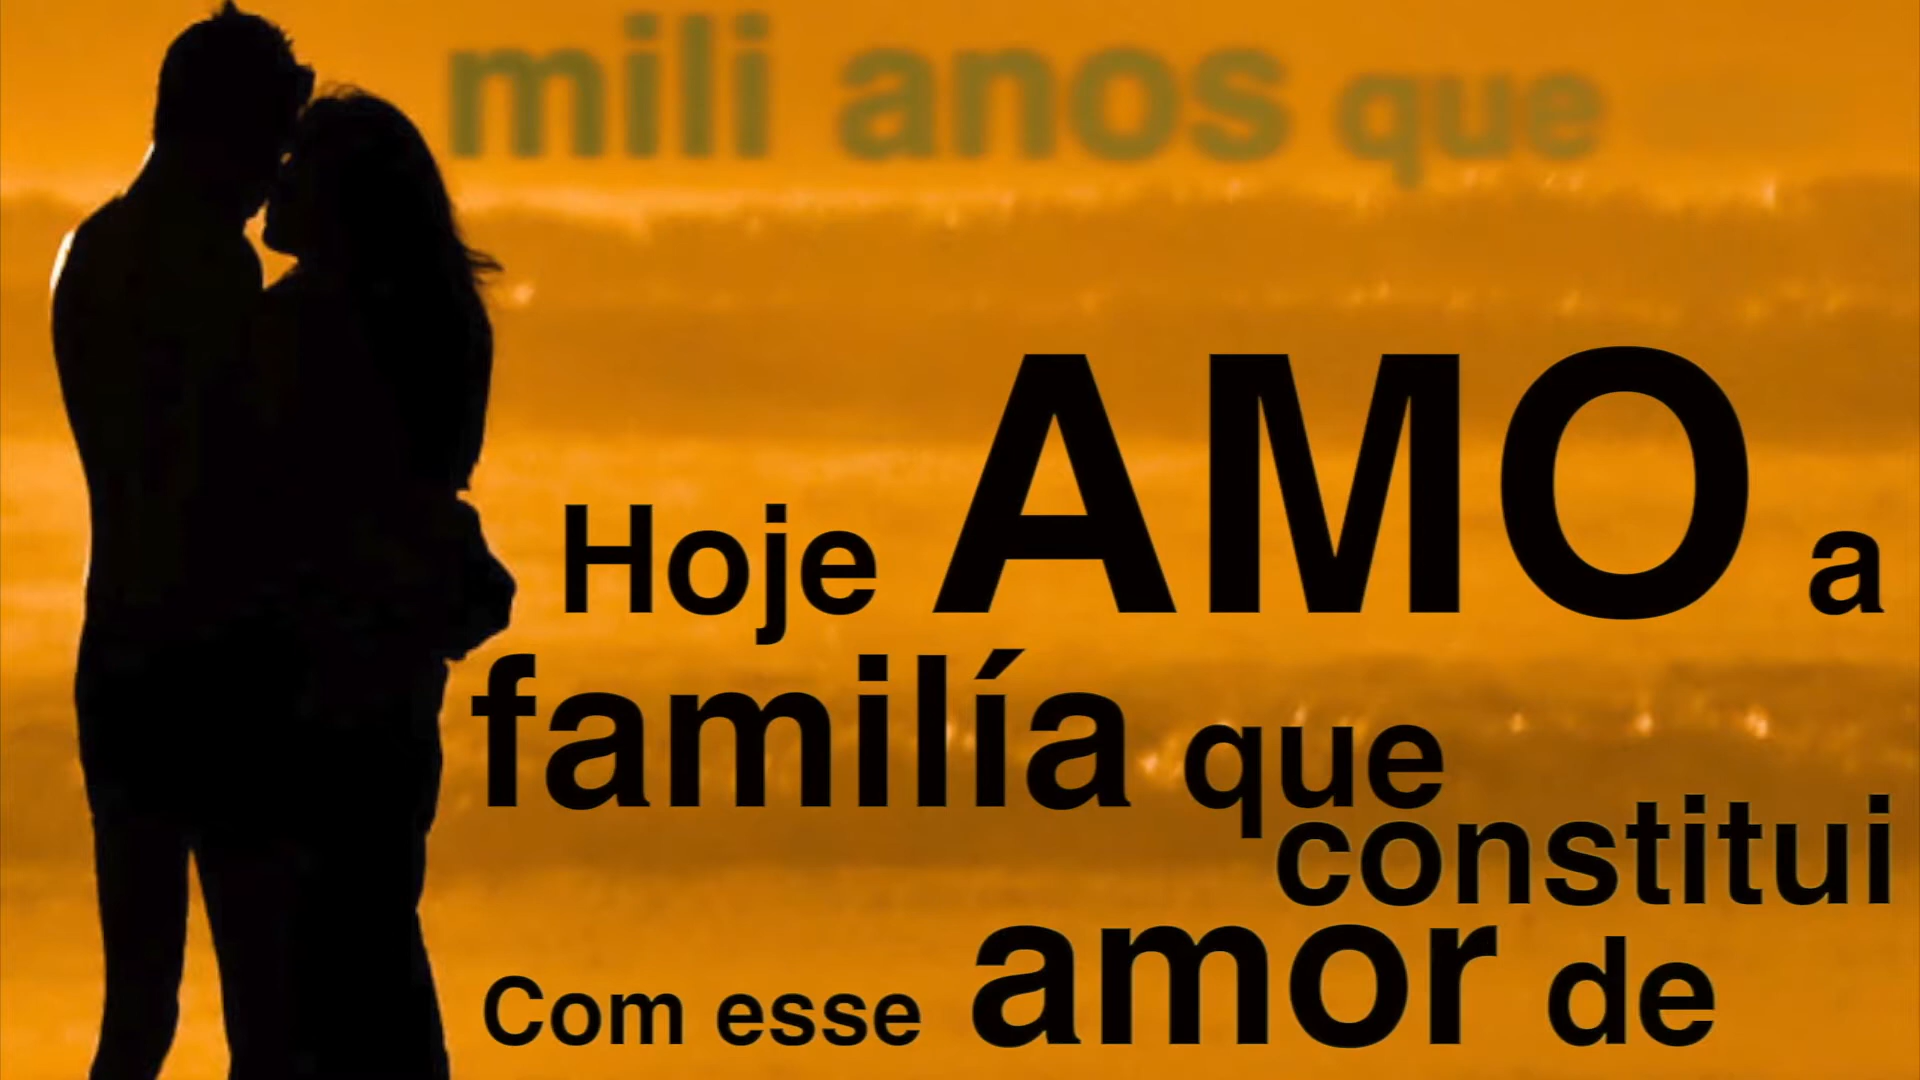 mili anos que
Hoje AMO a
familía que
constitui
Com esse amor de